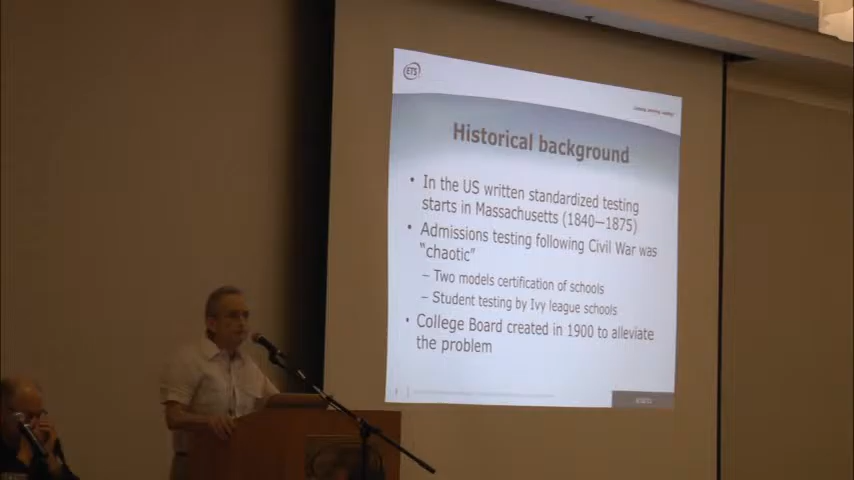 ETS
Historical background
• In the US written standardized testing
starts in Massachusetts (1840—1875)
• Admissions testing following Civil War was
“chaotic”
– Two models certification of schools
– Student testing by Ivy league schools
• College Board created in 1900 to alleviate
the problem